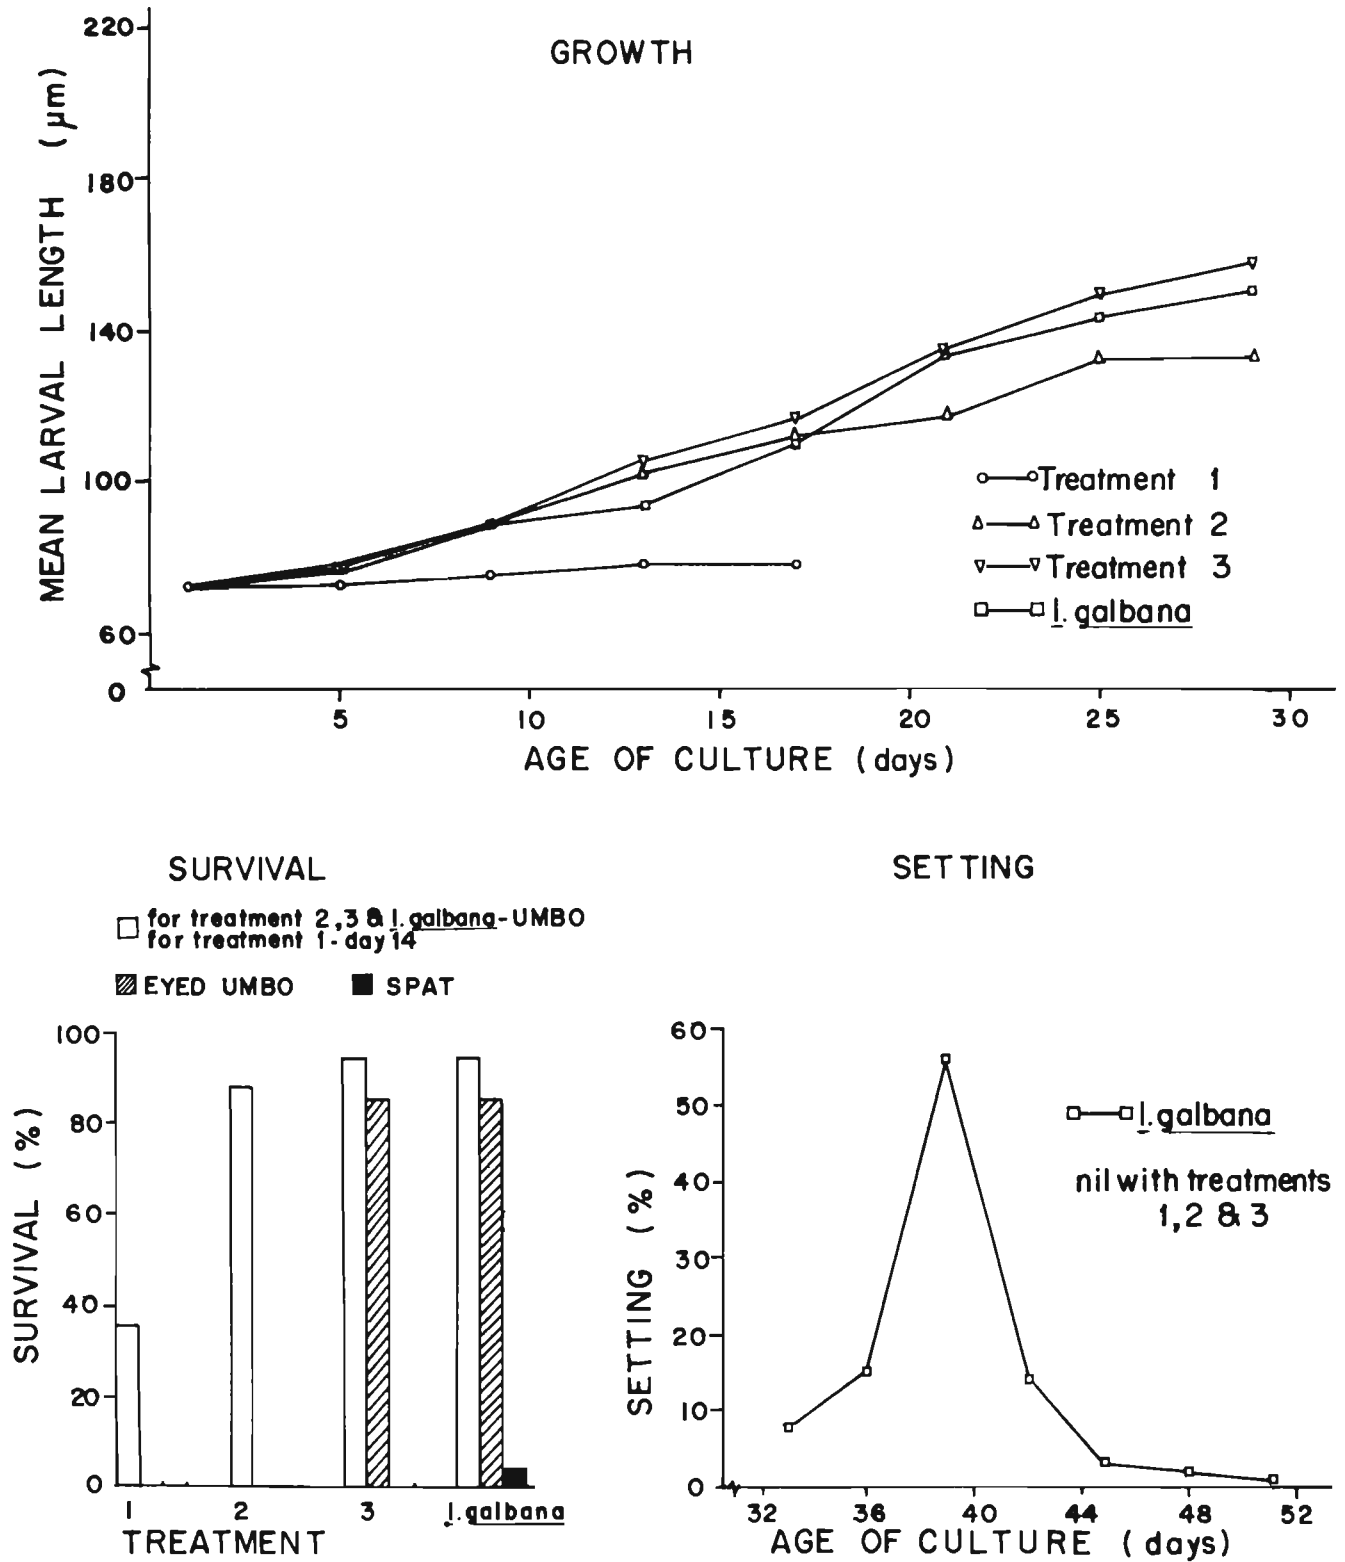 GROWTH
MEAN LARVAL LENGTH (µm)
220
180
140
100
60
0
Treatment 1
Treatment 2
Treatment 3
I. galbana
5 10 15 20 25 30
AGE OF CULTURE (days)
SURVIVAL
for treatment 2,3 & I. galbana-UMBO
for treatment 1-day 14
EYED UMBO SPAT
SURVIVAL (%)
100
80
60
40
20
0
1 2 3 I. galbana
TREATMENT
SETTING
SETTING (%)
60
50
40
30
20
10
0
I. galbana
nil with treatments
1,2 & 3
32 36 40 44 48 52
AGE OF CULTURE (days)